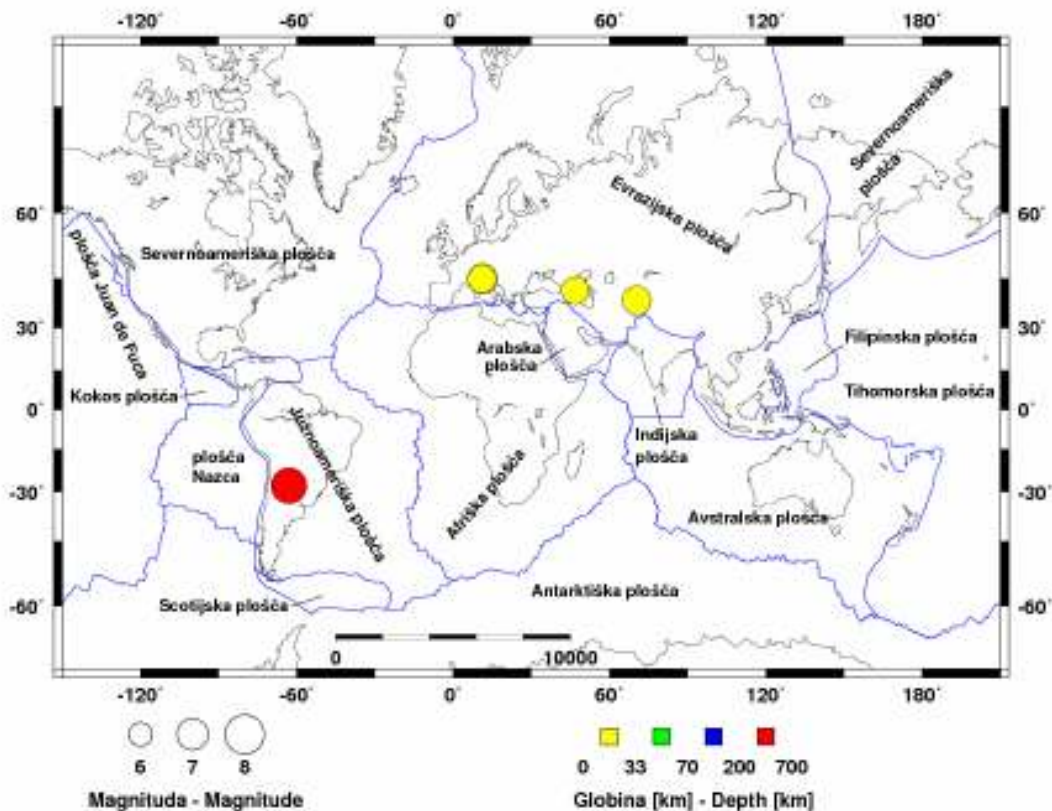 -120° -60° 0° 60° 120° 180°
60° 60°
30° 30°
0° 0°
-30° -30°
-60° -60°
Severnoameriška
plošča
Evrazijska plošča
Severnoameriška plošča
plošča Juan de Fuca
Arabska
plošča
Filipinska plošča
Kokos plošča
Tihomorska plošča
Južnoameriška plošča
Indijska
plošča
plošča
Nazca
Afriška plošča
Avstralska plošča
Antarktiška plošča
Scotijska plošča
0 10000
-120° -60° 0° 60° 120° 180°
6 7 8
0 33 70 200 700
Magnituda - Magnitude
Globina [km] - Depth [km]